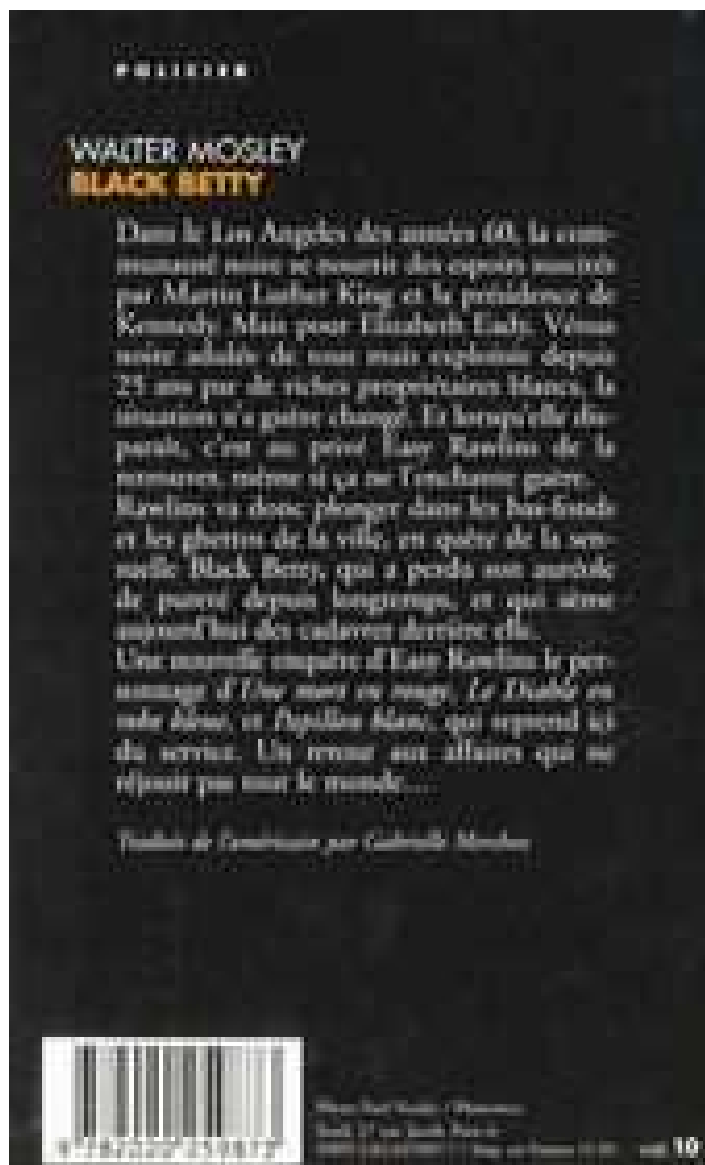 POLICIER
WALTER MOSLEY
BLACK BETTY
Dans le Los Angeles des années 60, la com-
munauté noire se nourrit des espoirs suscités
par Martin Luther King et la présidence de
Kennedy. Mais pour Elizabeth Eady, Vénus
noire adulée de tous mais exploitée depuis
25 ans par de riches propriétaires blancs, la
situation n'a guère changé. Et lorsqu'elle dis-
paraît, c'est au privé Easy Rawlins de la
retrouver, même si ça ne l'enchante guère.
Rawlins va donc plonger dans les bas-fonds
et les ghettos de la ville, en quête de la sen-
suelle Black Betty, qui a perdu son auréole
de pureté depuis longtemps, et qui sème
aujourd'hui des cadavres derrière elle.
Une nouvelle enquête d'Easy Rawlins le per-
sonnage d'Une mort en rouge, Le Diable en
robe bleue, et Papillon blanc, qui reprend ici
du service. Un retour aux affaires qui ne
réjouit pas tout le monde...
Traduit de l'américain par Gabrielle
10